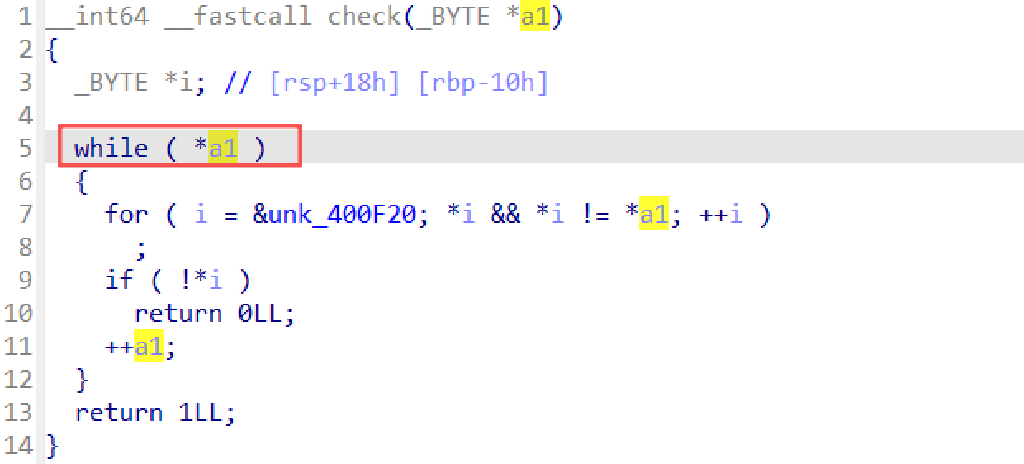 1 __int64 __fastcall check(_BYTE *a1)
2 {
3   _BYTE *i; // [rsp+18h] [rbp-10h]
4
5   while ( *a1 )
6   {
7     for ( i = &unk_400F20; *i && *i != *a1; ++i )
8       ;
9     if ( !*i )
10       return 0LL;
11     ++a1;
12   }
13   return 1LL;
14 }